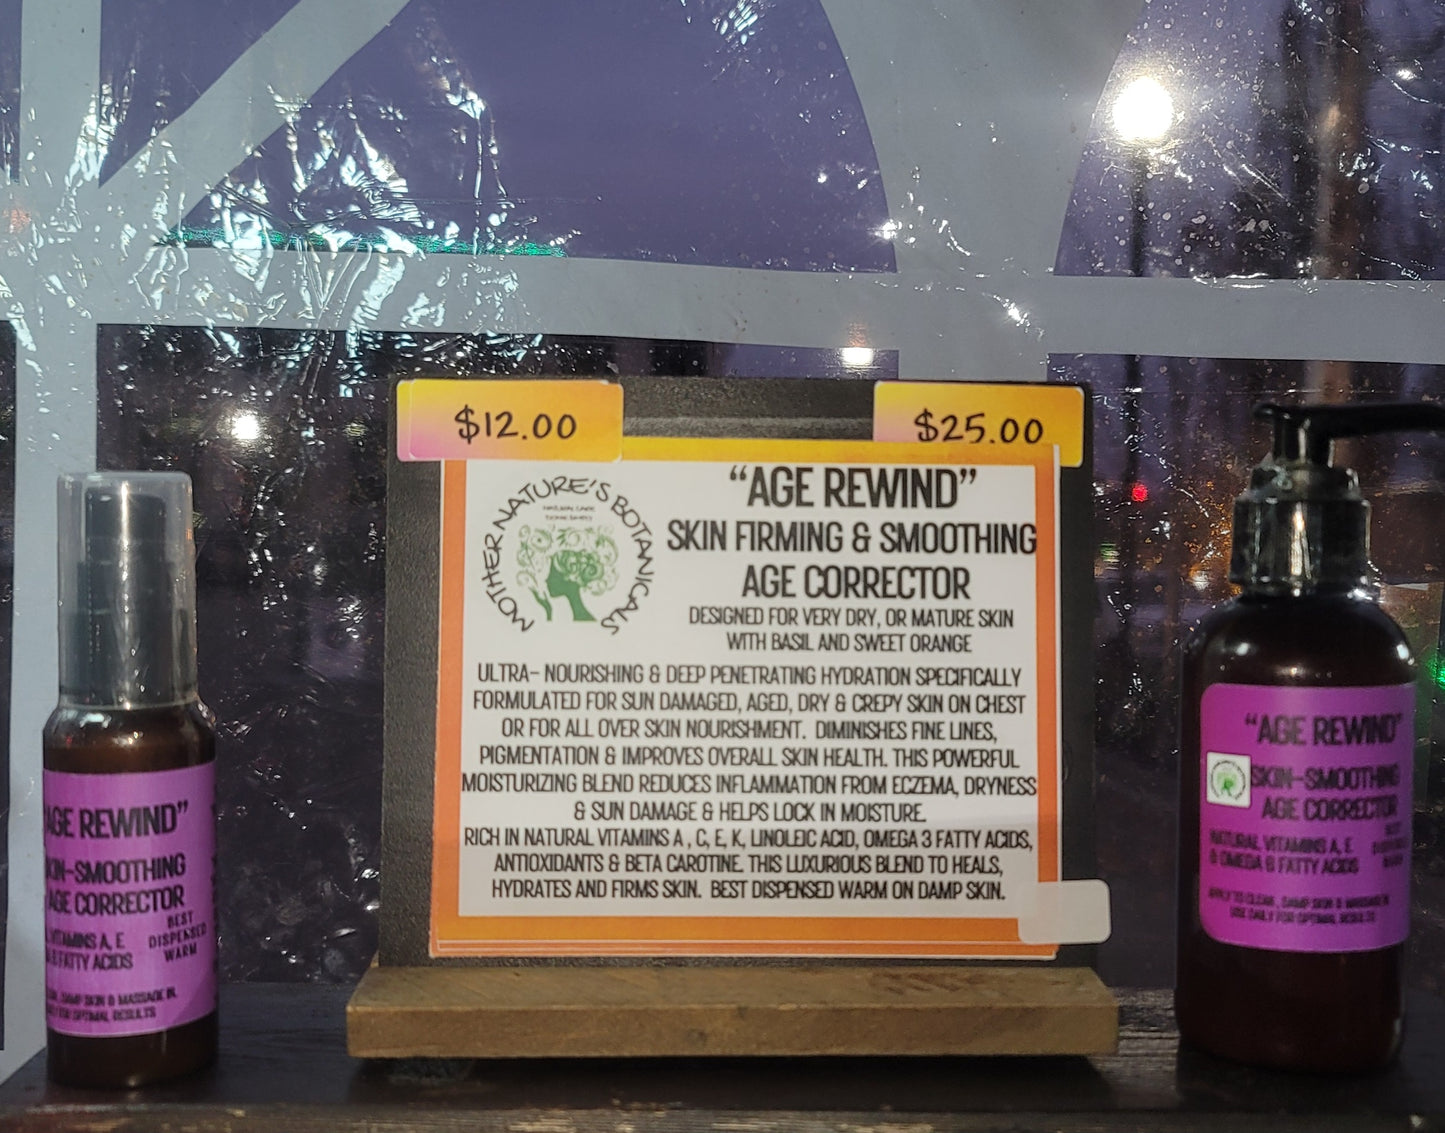 $12.00
$25.00
MOTHER NATURE'S BOTANICALS
"AGE REWIND"
SKIN FIRMING & SMOOTHING
AGE CORRECTOR
DESIGNED FOR VERY DRY, OR MATURE SKIN
WITH BASIL AND SWEET ORANGE
ULTRA- NOURISHING & DEEP PENETRATING HYDRATION SPECIFICALLY
FORMULATED FOR SUN DAMAGED, AGED, DRY & CREPY SKIN ON CHEST
OR FOR ALL OVER SKIN NOURISHMENT. DIMINISHES FINE LINES,
PIGMENTATION & IMPROVES OVERALL SKIN HEALTH. THIS POWERFUL
MOISTURIZING BLEND REDUCES INFLAMMATION FROM ECZEMA, DRYNESS
& SUN DAMAGE & HELPS LOCK IN MOISTURE.
RICH IN NATURAL VITAMINS A , C, E, K, LINOLEIC ACID, OMEGA 3 FATTY ACIDS,
ANTIOXIDANTS & BETA CAROTINE. THIS LUXURIOUS BLEND TO HEALS,
HYDRATES AND FIRMS SKIN. BEST DISPENSED WARM ON DAMP SKIN.
AGE REWIND"
SKIN-SMOOTHING
AGE CORRECTOR
VITAMINS A, E
& 6 FATTY ACIDS
BEST
DISPENSED
WARM
DAMP SKIN & MASSAGE IN.
FOR OPTIMAL RESULTS
"AGE REWIND"
SKIN-SMOOTHING
AGE CORRECTOR
NATURAL VITAMINS A, E
& OMEGA 6 FATTY ACIDS
BEST
DISPENSED
WARM
APPLY TO CLEAN, DAMP SKIN & MASSAGE IN
USE DAILY FOR OPTIMAL RESULTS